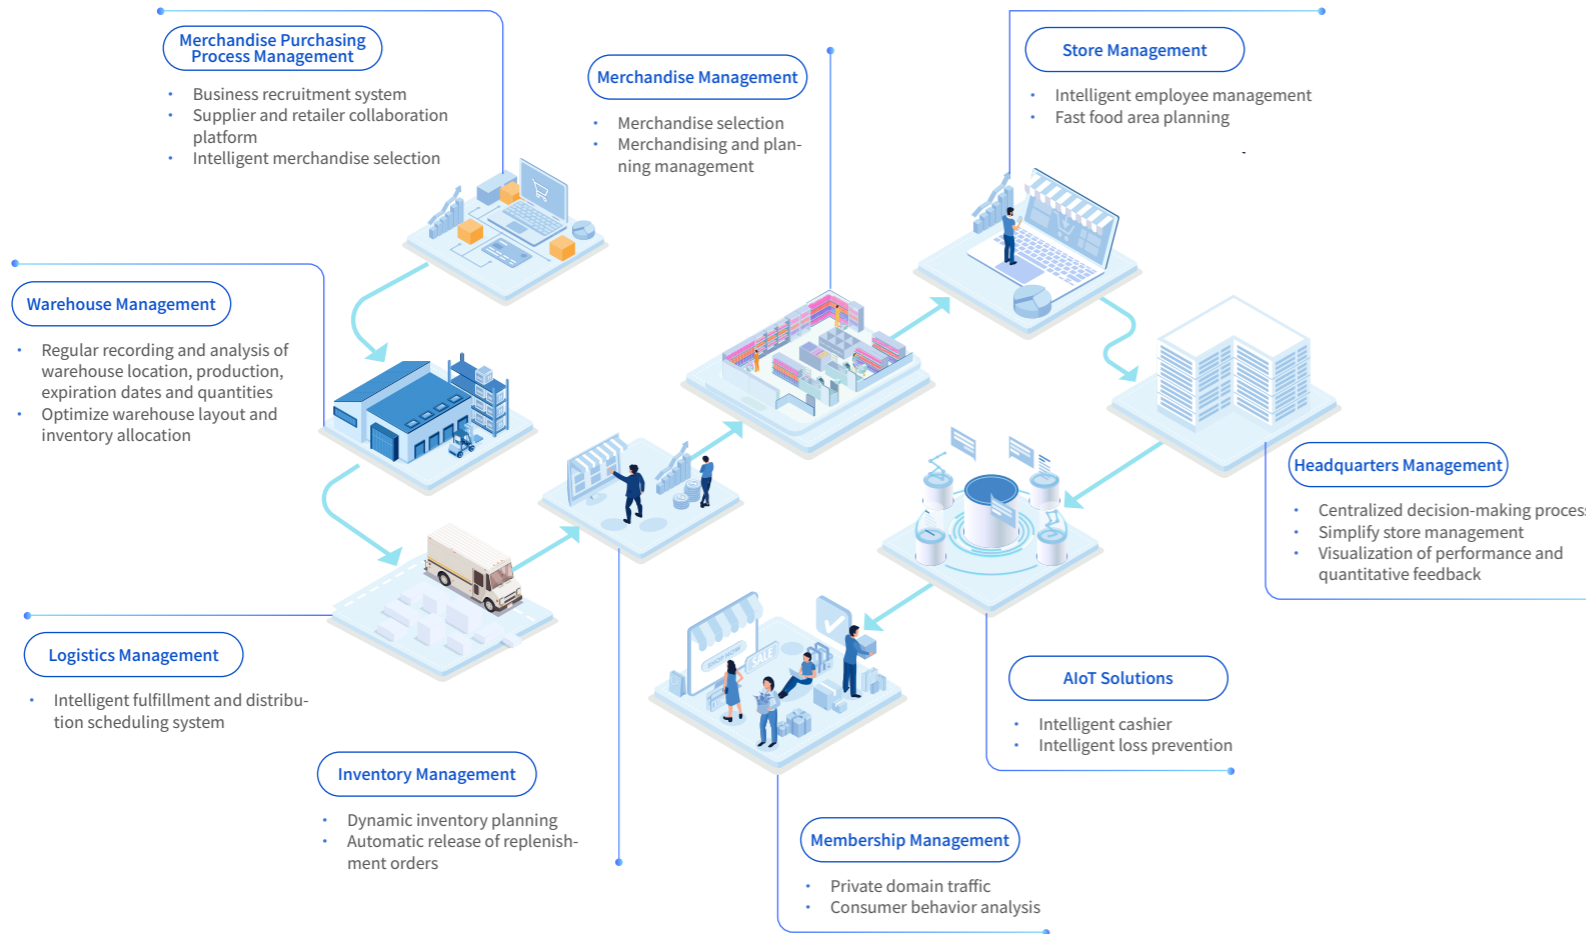 Merchandise Purchasing
Process Management
• Business recruitment system
• Supplier and retailer collaboration
platform
• Intelligent merchandise selection
Merchandise Management
• Merchandise selection
• Merchandising and plan-
ning management
Store Management
• Intelligent employee management
• Fast food area planning
-
Warehouse Management
• Regular recording and analysis of
warehouse location, production,
expiration dates and quantities
• Optimize warehouse layout and
inventory allocation
Headquarters Management
• Centralized decision-making process
• Simplify store management
• Visualization of performance and
quantitative feedback
Logistics Management
• Intelligent fulfillment and distribu-
tion scheduling system
SHOP NOW
SALE
AIoT Solutions
• Intelligent cashier
• Intelligent loss prevention
Inventory Management
• Dynamic inventory planning
• Automatic release of replenish-
ment orders
Membership Management
• Private domain traffic
• Consumer behavior analysis